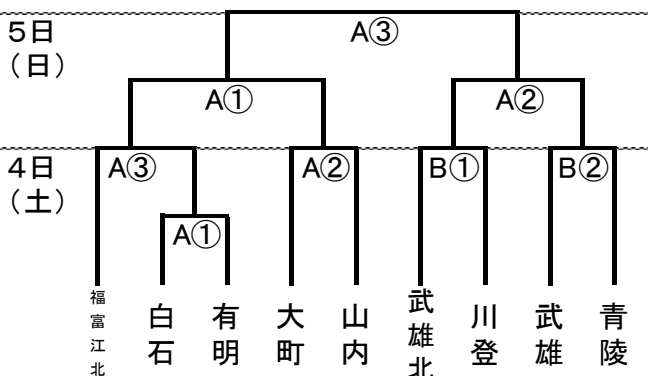 5日
（日）
A③
A①
A②
4日
（土）
A③
A②
B①
B②
A①
福富江北
白石
有明
大町
山内
武雄北
川登
武雄
青陵